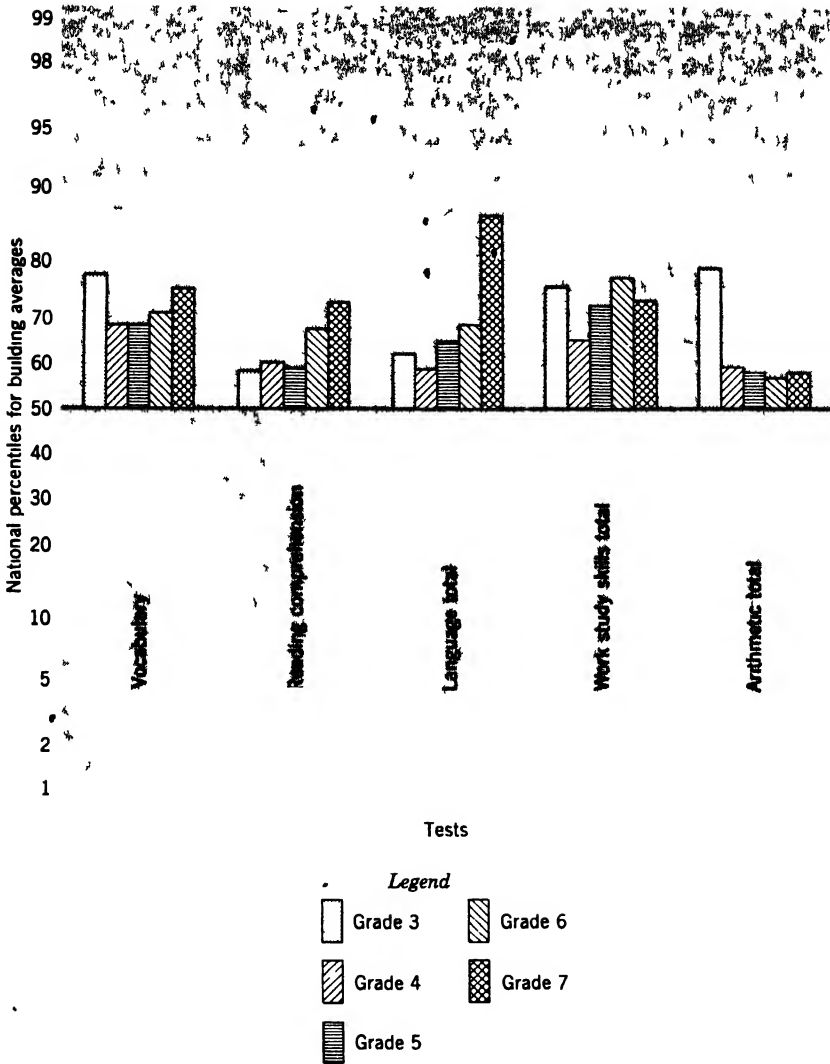 99
98
95
90
80
70
60
50
40
30
20
10
5
2
1
National percentiles for building averages
Vocabulary
Reading comprehension
Language total
Work study skills total
Arithmetic total
Tests
Legend
Grade 3
Grade 6
Grade 4
Grade 7
Grade 5